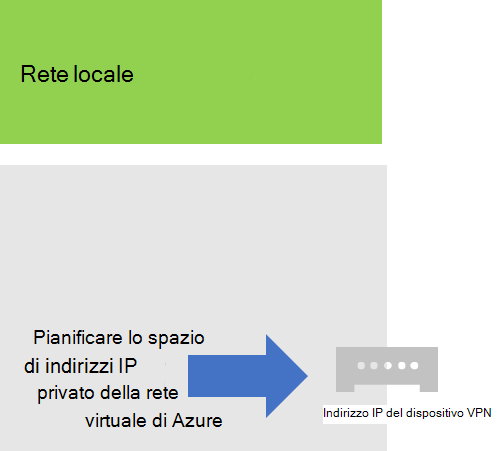 Rete locale
Pianificare lo spazio
di indirizzi IP
privato della rete
virtuale di Azure
Indirizzo IP del dispositivo VPN